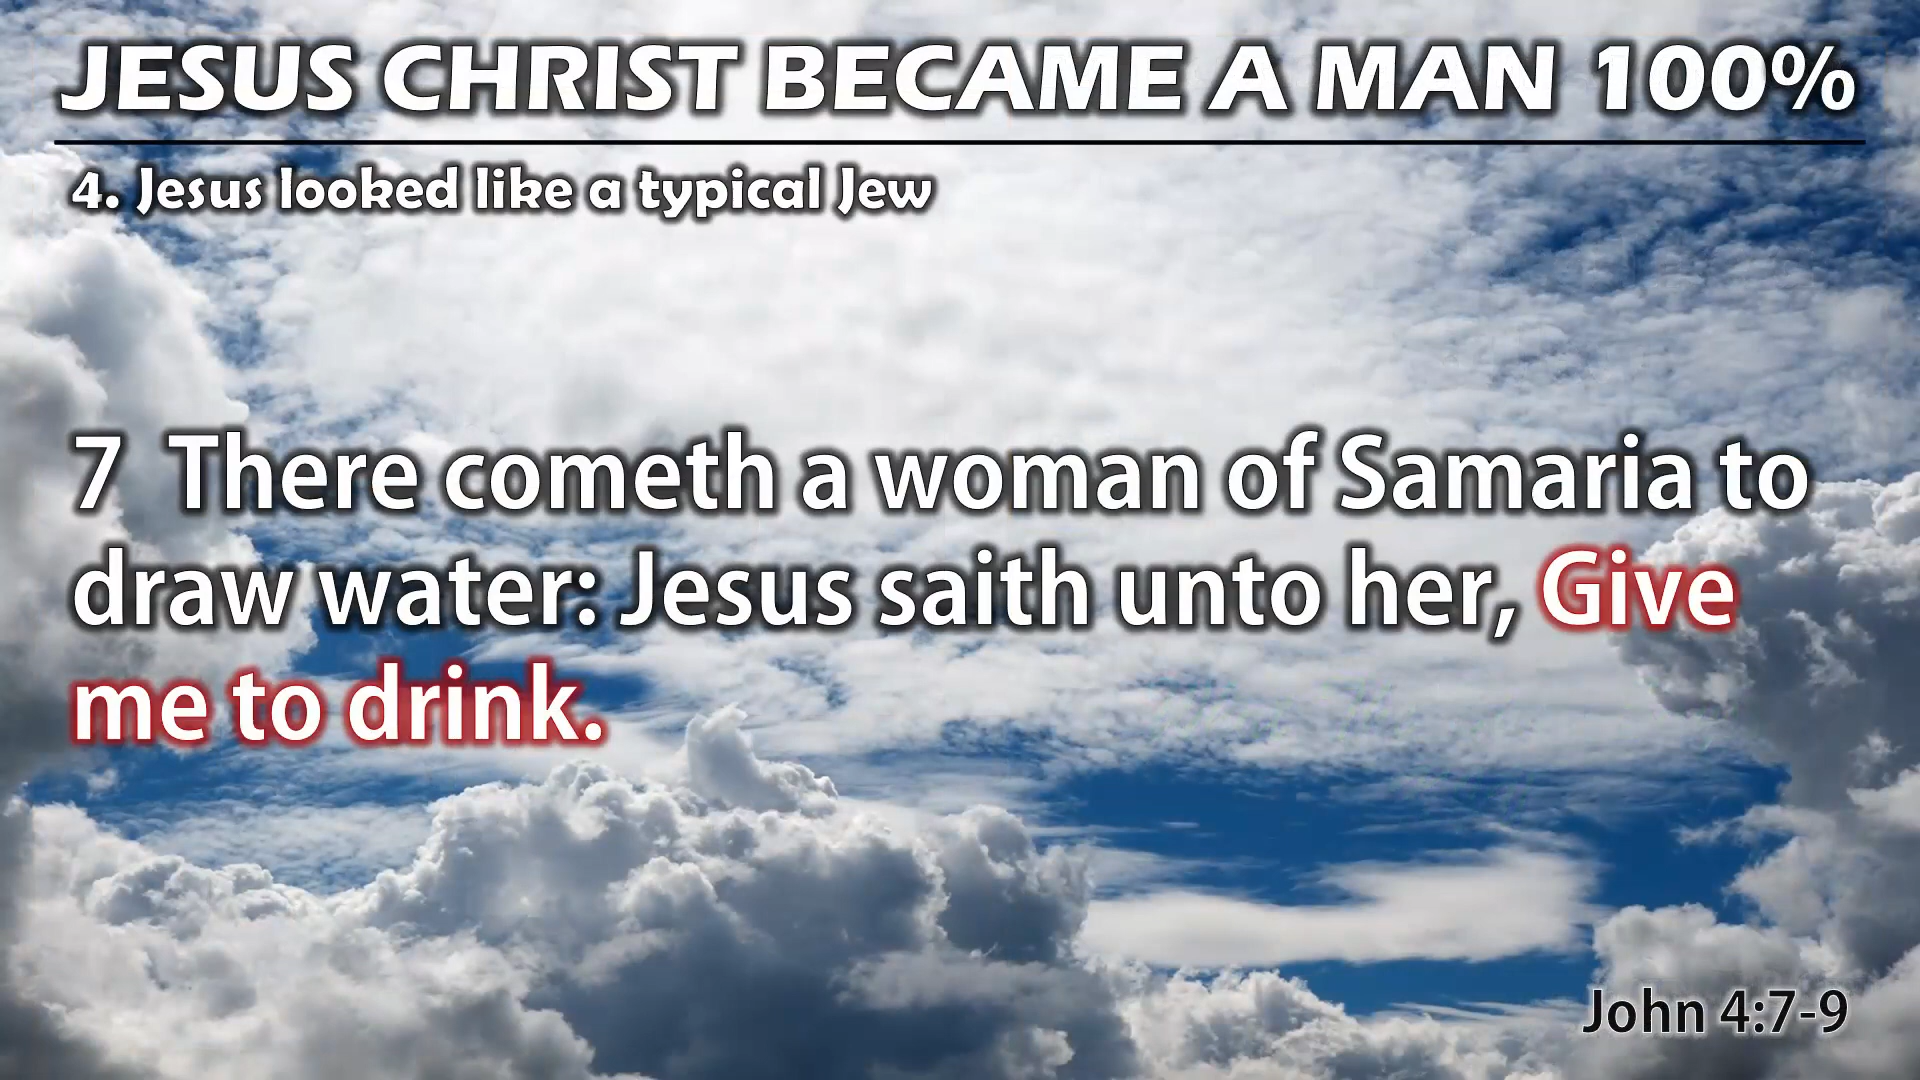 JESUS CHRIST BECAME A MAN 100%
4. Jesus looked like a typical Jew
7 There cometh a woman of Samaria to
draw water: Jesus saith unto her, Give
me to drink.
John 4:7-9